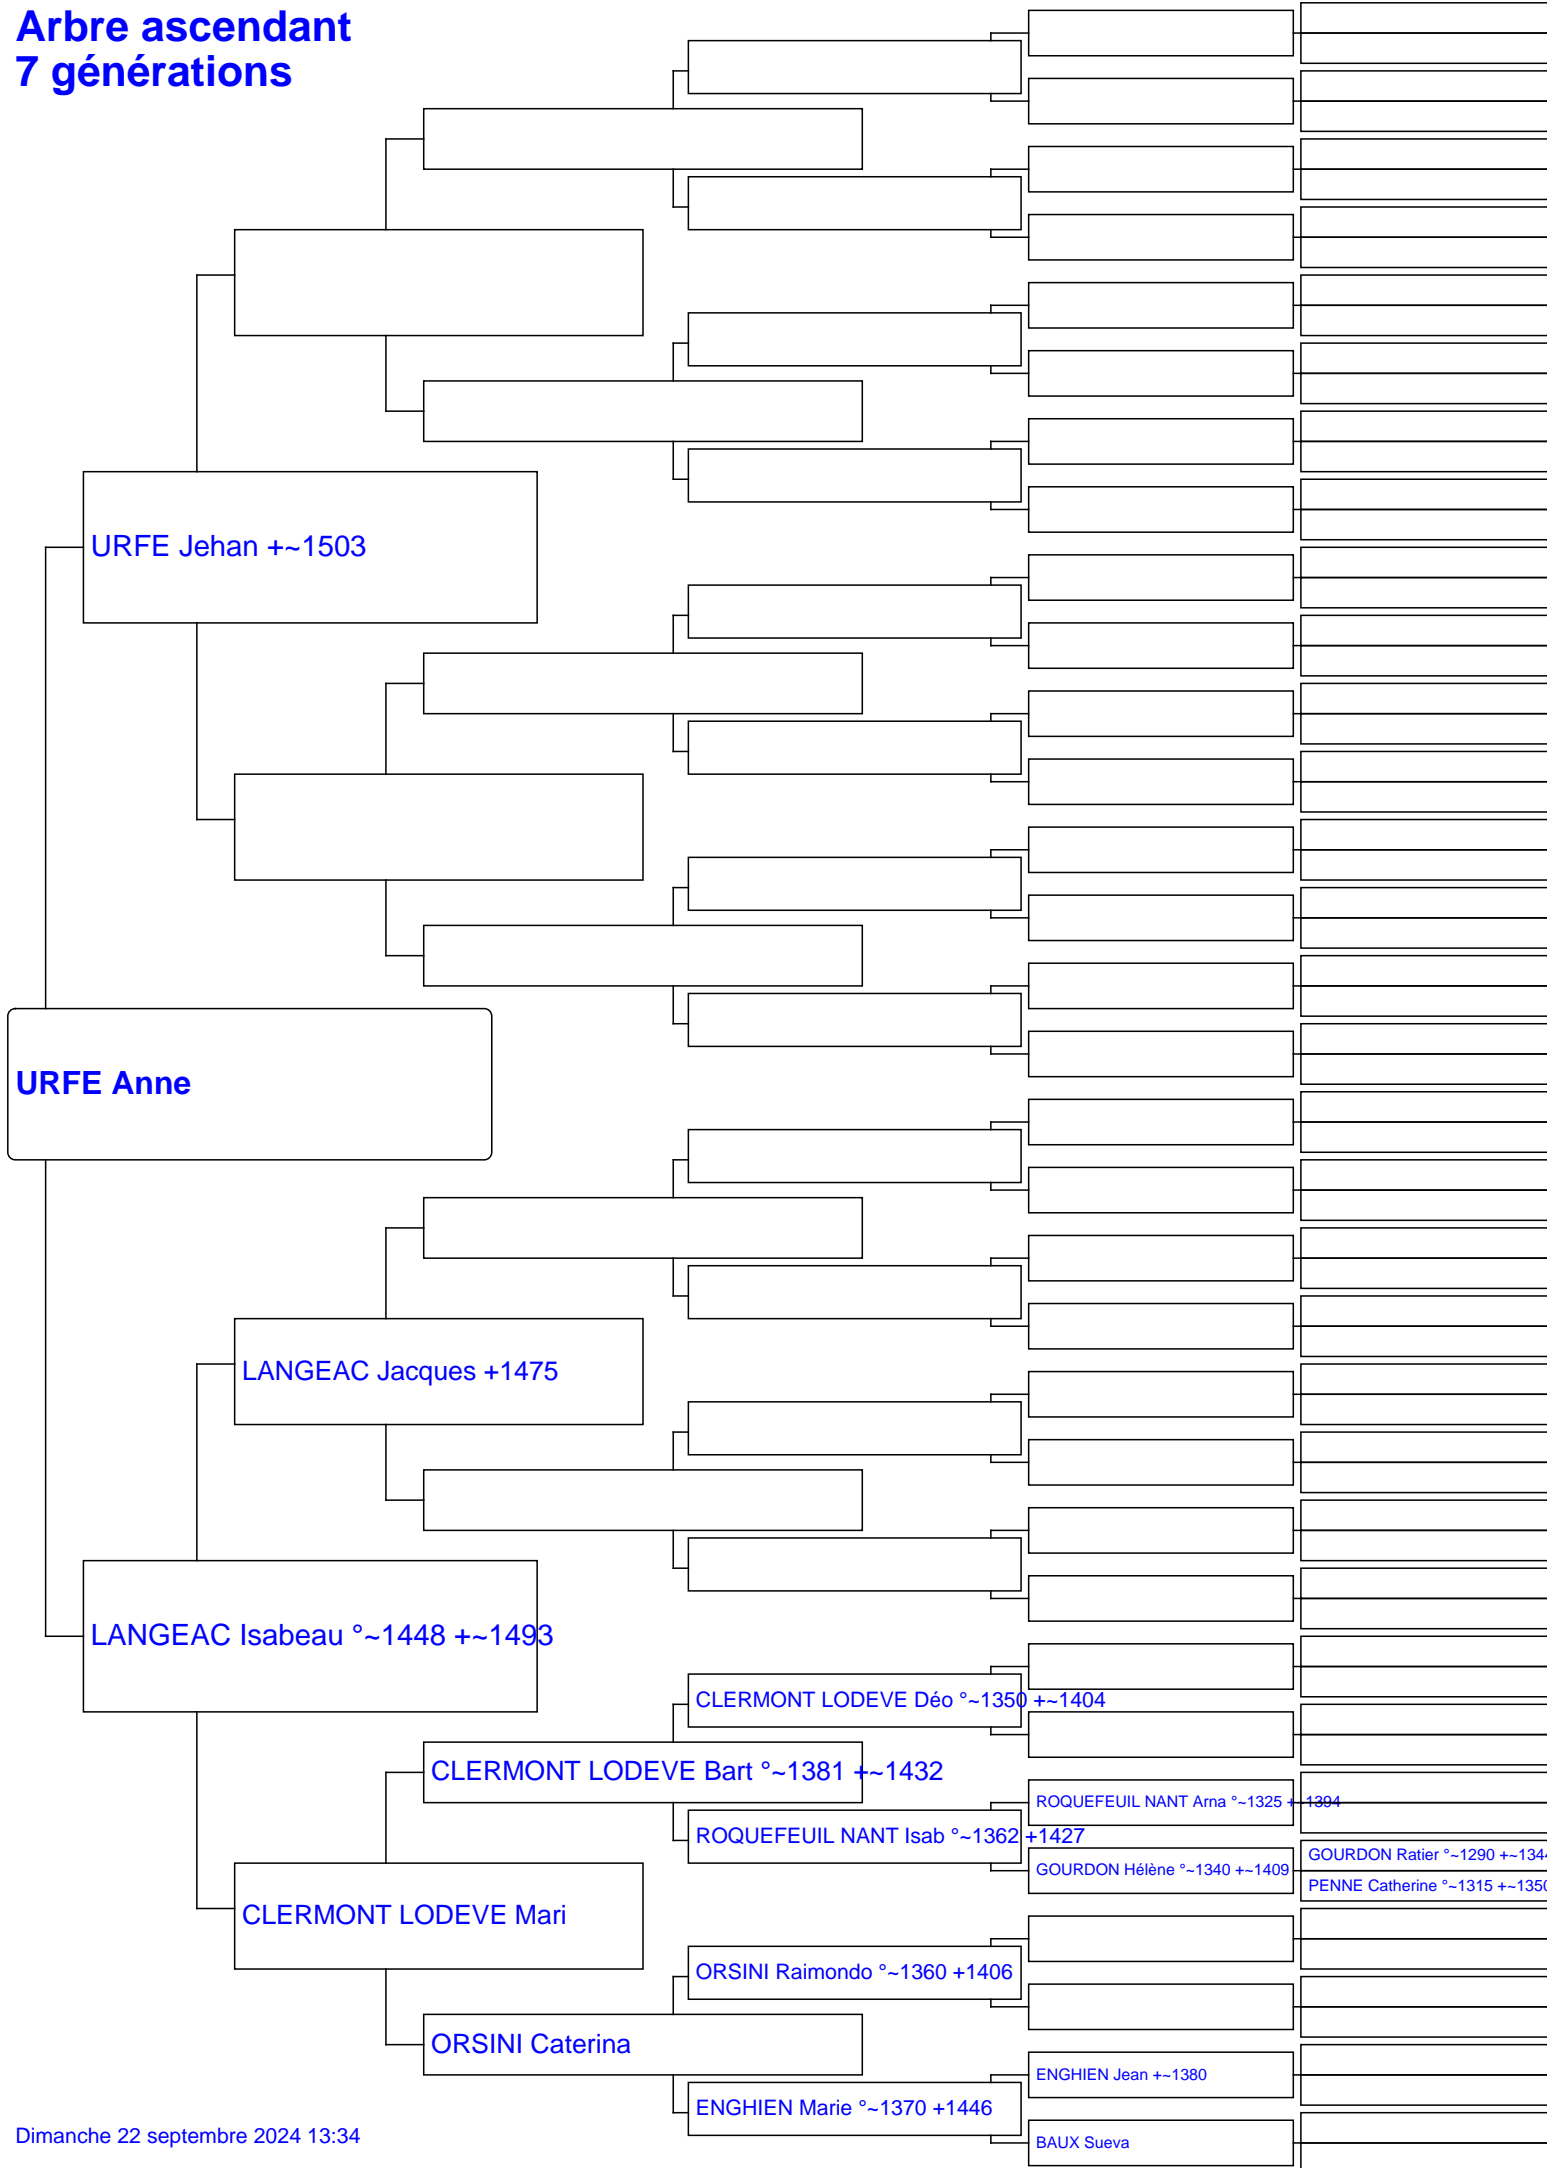 Arbre ascendant
7 générations
URFE Jehan +~1503
URFE Anne
LANGEAC Jacques +1475
LANGEAC Isabeau °~1448 +~1493
CLERMONT LODEVE Déo °~1350 +~1404
CLERMONT LODEVE Bart °~1381 +~1432
ROQUEFEUIL NANT Arna °~1325 +~1394
ROQUEFEUIL NANT Isab °~1362 +1427
GOURDON Ratier °~1290 +~1344
GOURDON Hélène °~1340 +~1409
PENNE Catherine °~1315 +~1350
CLERMONT LODEVE Mari
ORSINI Raimondo °~1360 +1406
ORSINI Caterina
ENGHIEN Jean +~1380
ENGHIEN Marie °~1370 +1446
BAUX Sueva
Dimanche 22 septembre 2024 13:34